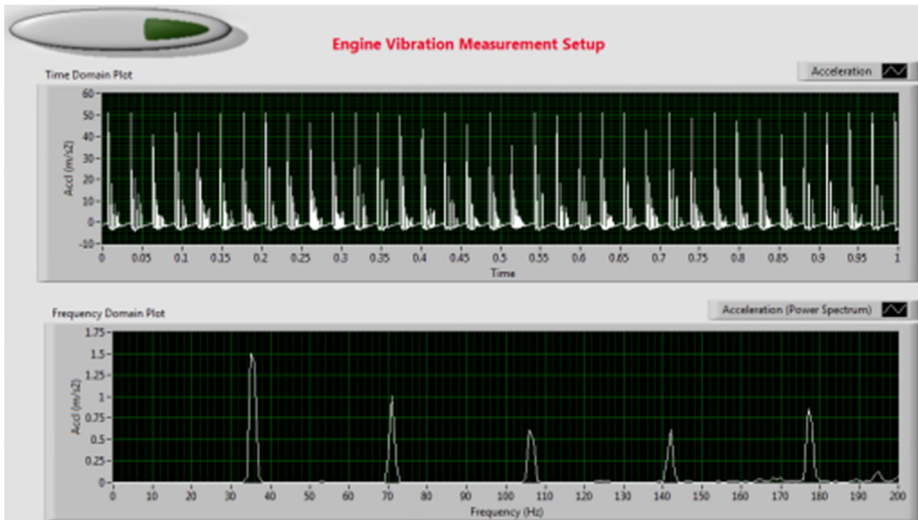 Engine Vibration Measurement Setup
Time Domain Plot
Acceleration
60
50
40
30
20
10
0
-10
Accl (m/s2)
0 0.05 0.1 0.15 0.2 0.25 0.3 0.35 0.4 0.45 0.5 0.55 0.6 0.65 0.7 0.75 0.8 0.85 0.9 0.95 1
Time
Frequency Domain Plot
Acceleration (Power Spectrum)
1.75
1.5
1.25
1
0.75
0.5
0.25
0
Accl (m/s2)
0 10 20 30 40 50 60 70 80 90 100 110 120 130 140 150 160 170 180 190 200
Frequency (Hz)